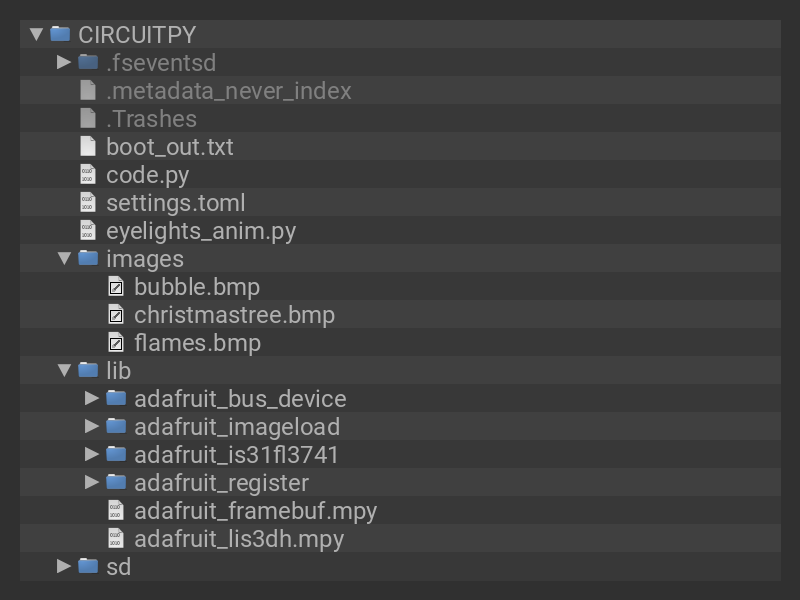 CIRCUITPY
.fseventsd
.metadata_never_index
.Trashes
boot_out.txt
code.py
settings.toml
eyelights_anim.py
images
bubble.bmp
christmastree.bmp
flames.bmp
lib
adafruit_bus_device
adafruit_imageload
adafruit_is31fl3741
adafruit_register
adafruit_framebuf.mpy
adafruit_lis3dh.mpy
sd